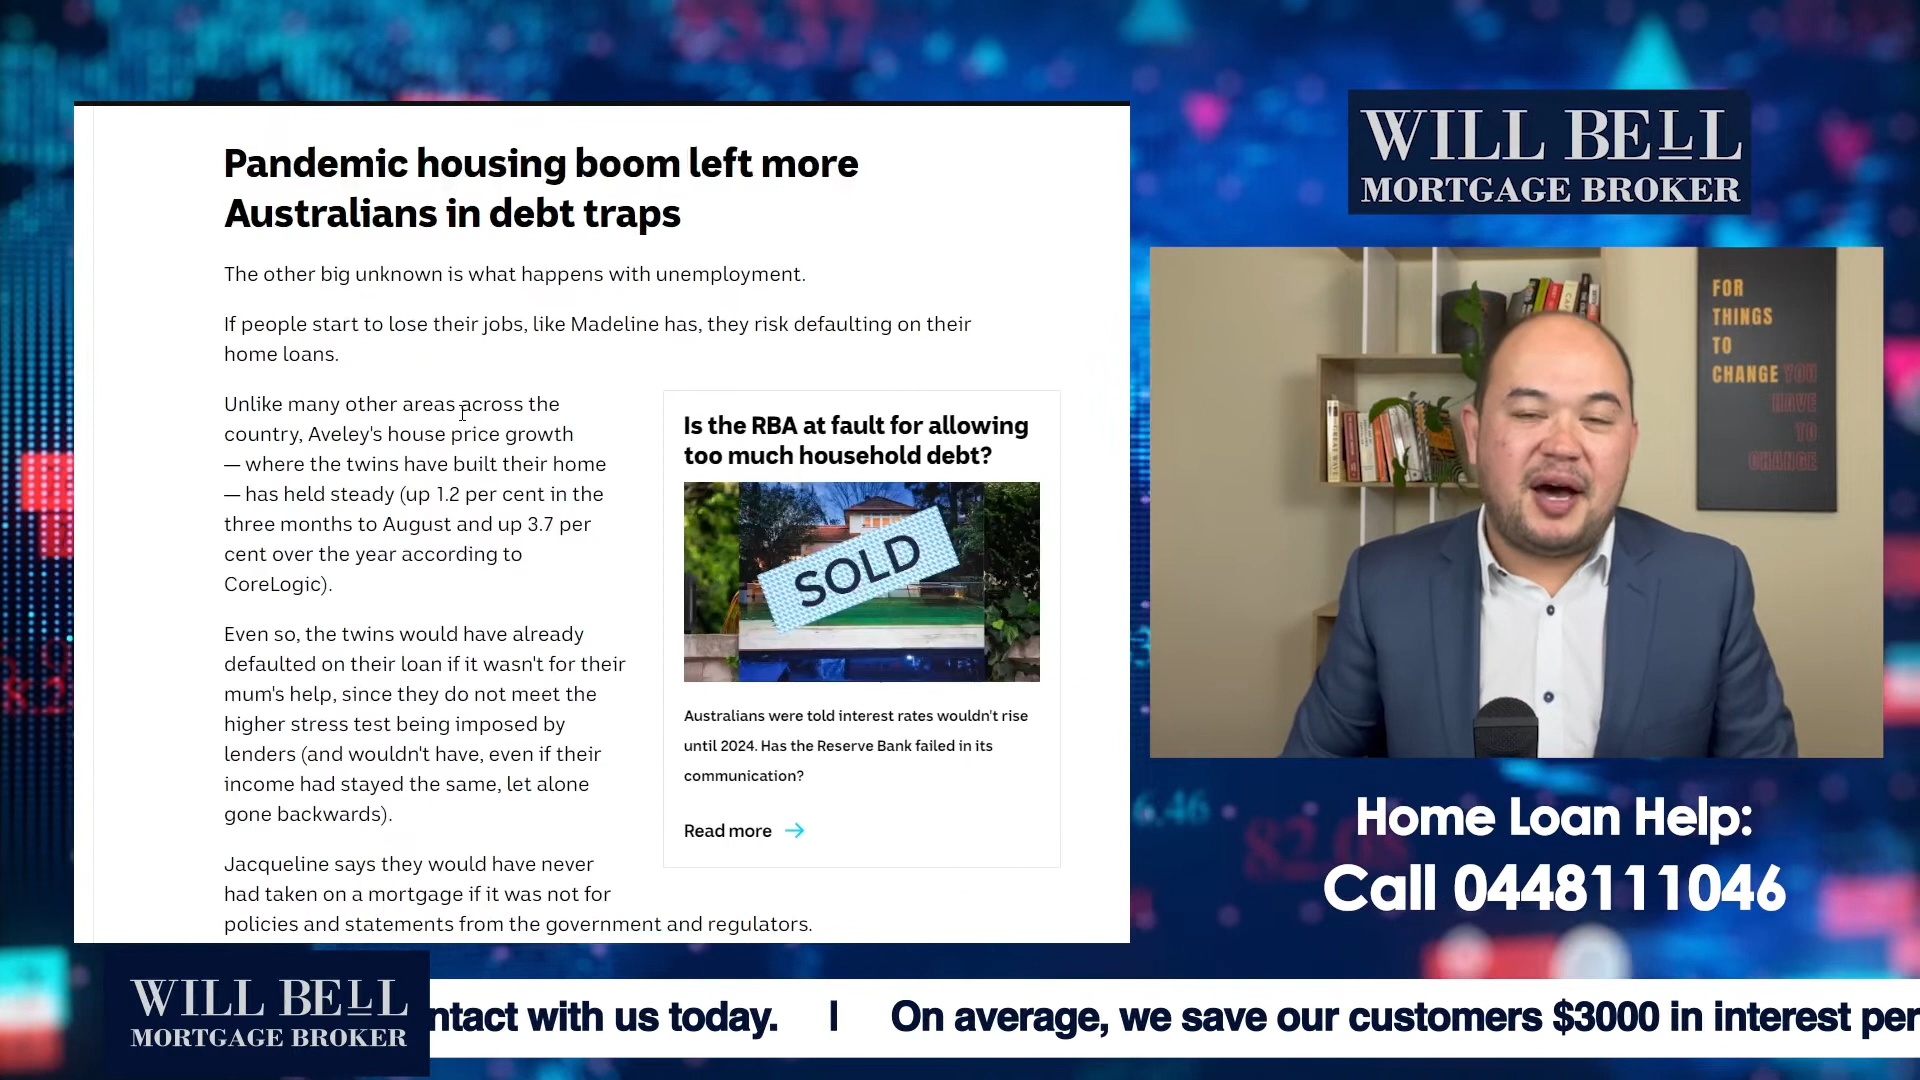 Pandemic housing boom left more
Australians in debt traps
The other big unknown is what happens with unemployment.
If people start to lose their jobs, like Madeline has, they risk defaulting on their
home loans.
Unlike many other areas across the
country, Aveley's house price growth
— where the twins have built their home
— has held steady (up 1.2 per cent in the
three months to August and up 3.7 per
cent over the year according to
CoreLogic).
Even so, the twins would have already
defaulted on their loan if it wasn't for their
mum's help, since they do not meet the
higher stress test being imposed by
lenders (and wouldn't have, even if their
income had stayed the same, let alone
gone backwards).
Jacqueline says they would have never
had taken on a mortgage if it was not for
policies and statements from the government and regulators.
Is the RBA at fault for allowing
too much household debt?
SOLD
Australians were told interest rates wouldn't rise
until 2024. Has the Reserve Bank failed in its
communication?
Read more
WILL BELL
MORTGAGE BROKER
FOR
THINGS
TO
CHANGE YOU
HAVE
TO
CHANGE
6.46
82.0
Home Loan Help:
Call 0448111046
WILL BELL
MORTGAGE BROKER
ntact with us today. | On average, we save our customers $3000 in interest per